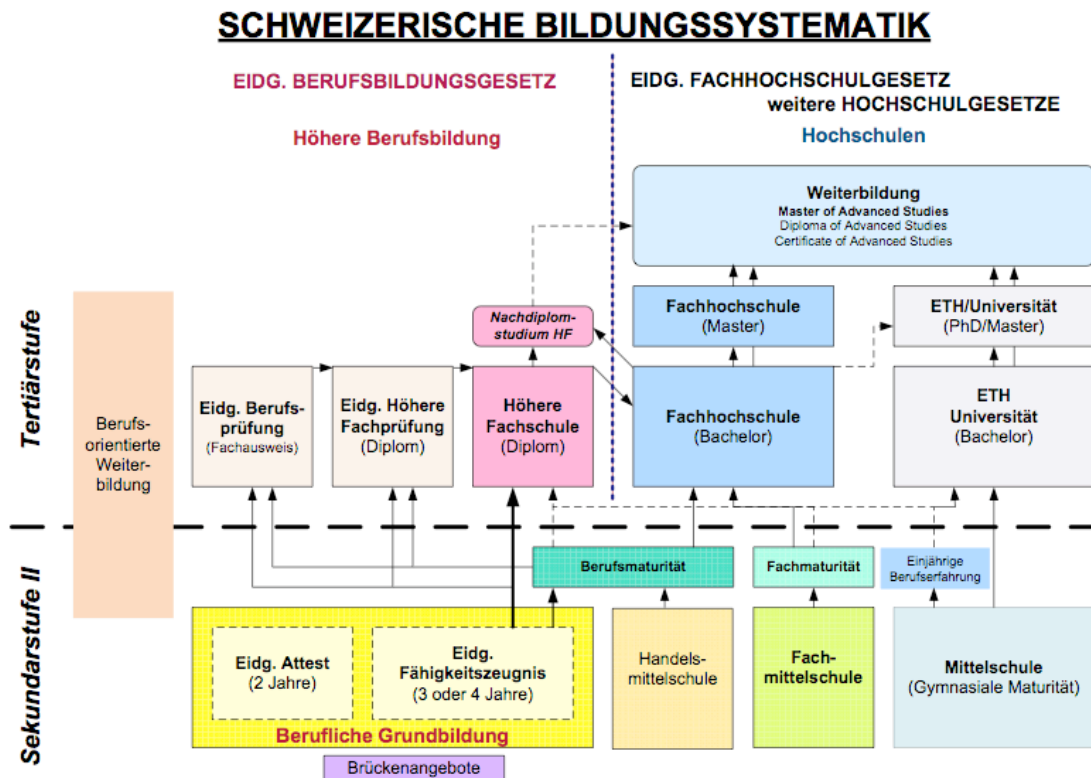 SCHWEIZERISCHE BILDUNGSSYSTEMATIK
EIDG. BERUFSBILDUNGSGESETZ
EIDG. FACHHOCHSCHULGESETZ
weitere HOCHSCHULGESETZE
Höhere Berufsbildung
Hochschulen
Weiterbildung
Master of Advanced Studies
Diploma of Advanced Studies
Certificate of Advanced Studies
Tertiärstufe
Berufs-
orientierte
Weiter-
bildung
Nachdiplom-
studium HF
Fachhochschule
(Master)
ETH/Universität
(PhD/Master)
Eidg. Berufs-
prüfung
(Fachausweis)
Eidg. Höhere
Fachprüfung
(Diplom)
Höhere
Fachschule
(Diplom)
Fachhochschule
(Bachelor)
ETH
Universität
(Bachelor)
Sekundarstufe II
Berufsmaturität
Fachmaturität
Einjährige
Berufserfahrung
Eidg. Attest
(2 Jahre)
Eidg.
Fähigkeitszeugnis
(3 oder 4 Jahre)
Berufliche Grundbildung
Handels-
mittelschule
Fach-
mittelschule
Mittelschule
(Gymnasiale Maturität)
Brückenangebote